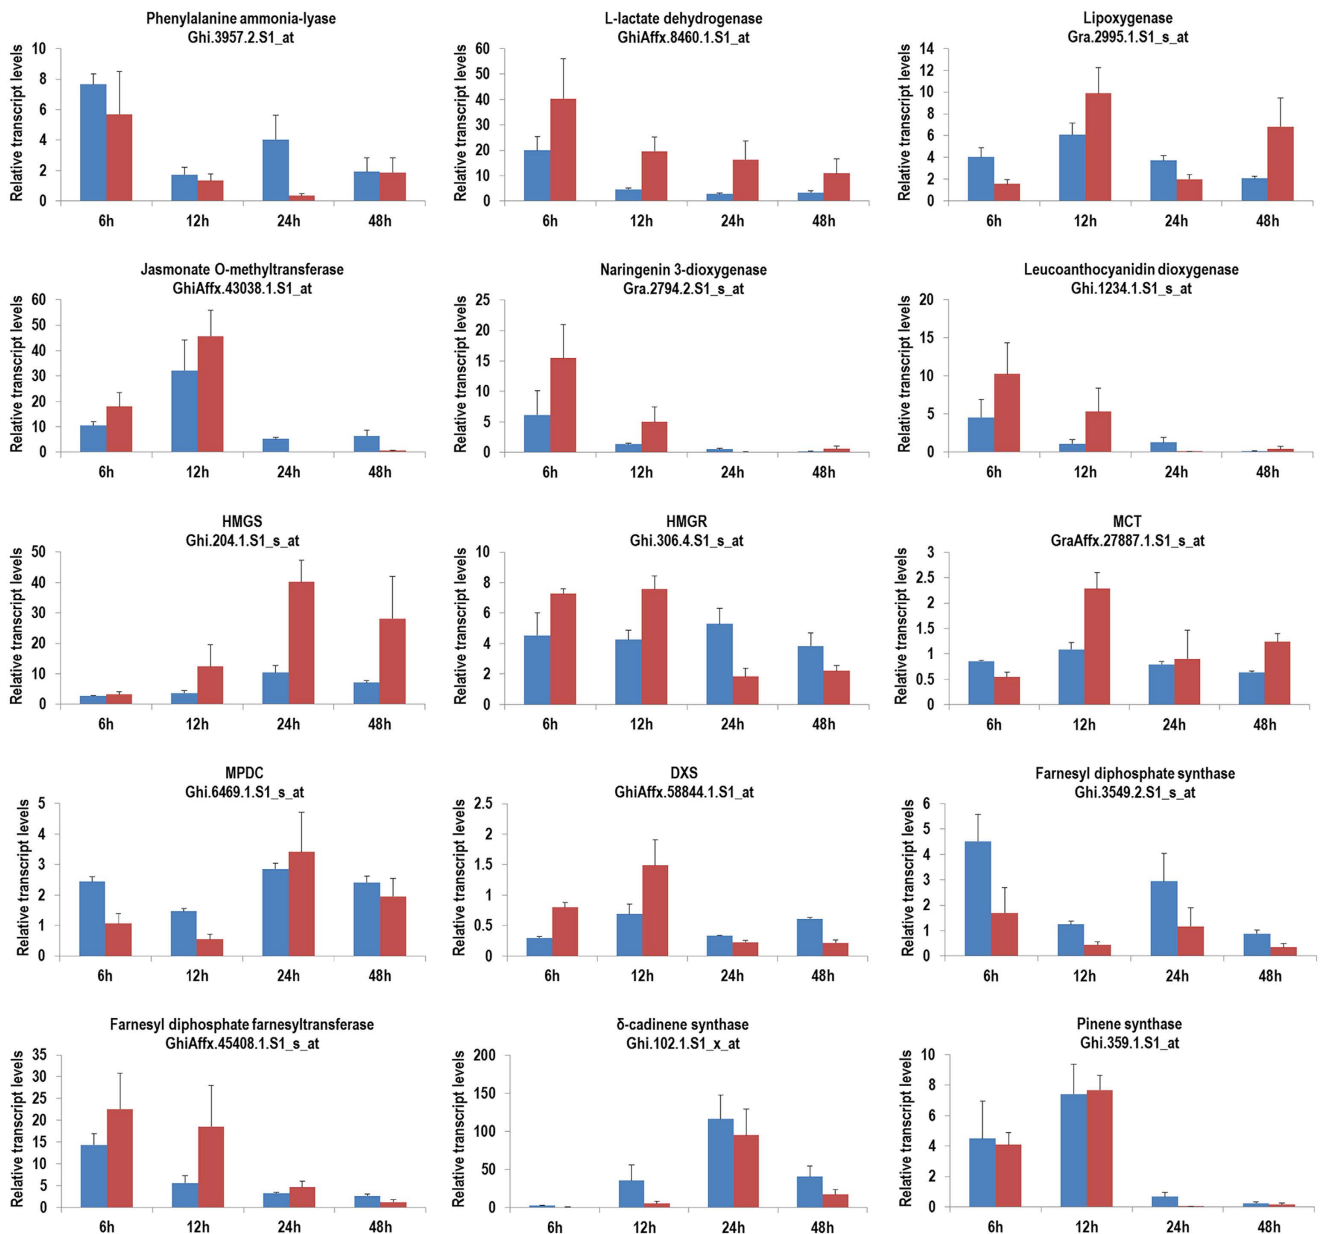 Phenylalanine ammonia-lyase
Ghi.3957.2.S1_at
Relative transcript levels
10
8
6
4
2
0
6h 12h 24h 48h
L-lactate dehydrogenase
GhiAffx.8460.1.S1_at
Relative transcript levels
60
50
40
30
20
10
0
6h 12h 24h 48h
Lipoxygenase
Gra.2995.1.S1_s_at
Relative transcript levels
14
12
10
8
6
4
2
0
6h 12h 24h 48h
Jasmonate O-methyltransferase
GhiAffx.43038.1.S1_at
Relative transcript levels
60
50
40
30
20
10
0
6h 12h 24h 48h
Naringenin 3-dioxygenase
Gra.2794.2.S1_s_at
Relative transcript levels
25
20
15
10
5
0
6h 12h 24h 48h
Leucoanthocyanidin dioxygenase
Ghi.1234.1.S1_s_at
Relative transcript levels
20
15
10
5
0
6h 12h 24h 48h
HMGS
Ghi.204.1.S1_s_at
Relative transcript levels
50
40
30
20
10
0
6h 12h 24h 48h
HMGR
Ghi.306.4.S1_s_at
Relative transcript levels
10
8
6
4
2
0
6h 12h 24h 48h
MCT
GraAffx.27887.1.S1_s_at
Relative transcript levels
3
2.5
2
1.5
1
0.5
0
6h 12h 24h 48h
MPDC
Ghi.6469.1.S1_s_at
Relative transcript levels
5
4
3
2
1
0
6h 12h 24h 48h
DXS
GhiAffx.58844.1.S1_at
Relative transcript levels
2.5
2
1.5
1
0.5
0
6h 12h 24h 48h
Farnesyl diphosphate synthase
Ghi.3549.2.S1_s_at
Relative transcript levels
6
5
4
3
2
1
0
6h 12h 24h 48h
Farnesyl diphosphate farnesyltransferase
GhiAffx.45408.1.S1_s_at
Relative transcript levels
35
30
25
20
15
10
5
0
6h 12h 24h 48h
δ-cadinene synthase
Ghi.102.1.S1_x_at
Relative transcript levels
200
150
100
50
0
6h 12h 24h 48h
Pinene synthase
Ghi.359.1.S1_at
Relative transcript levels
10
8
6
4
2
0
6h 12h 24h 48h